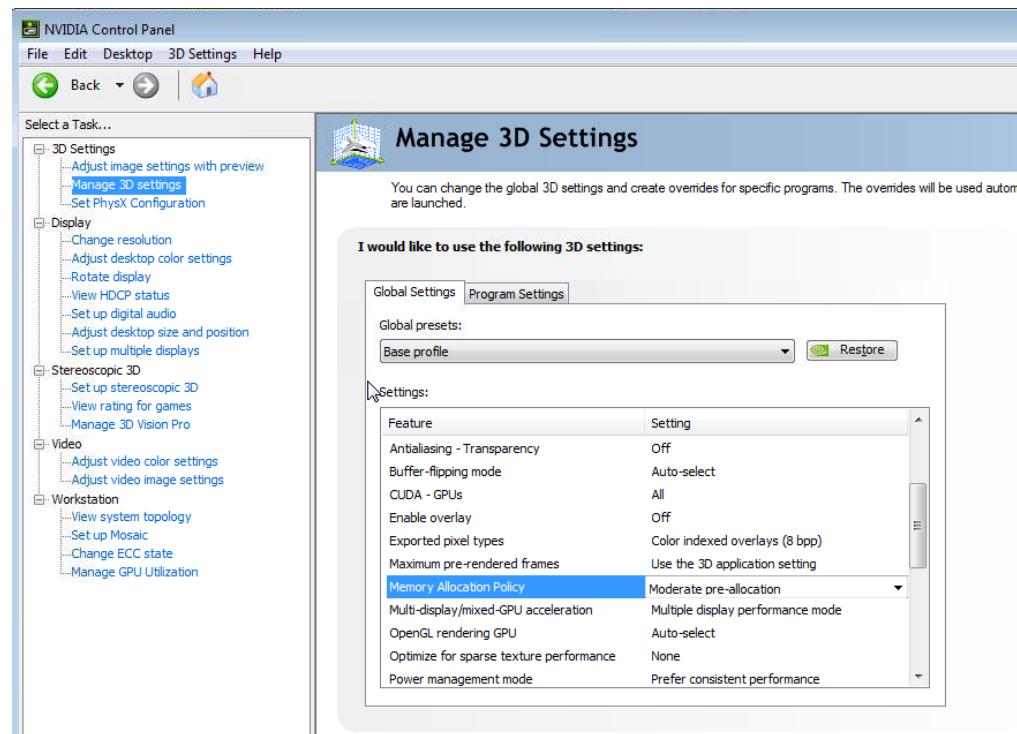 NVIDIA Control Panel
File Edit Desktop 3D Settings Help
Back
Select a Task...
3D Settings
Adjust image settings with preview
Manage 3D settings
Set PhysX Configuration
Display
Change resolution
Adjust desktop color settings
Rotate display
View HDCP status
Set up digital audio
Adjust desktop size and position
Set up multiple displays
Stereoscopic 3D
Set up stereoscopic 3D
View rating for games
Manage 3D Vision Pro
Video
Adjust video color settings
Adjust video image settings
Workstation
View system topology
Set up Mosaic
Change ECC state
Manage GPU Utilization
Manage 3D Settings
You can change the global 3D settings and create overrides for specific programs. The overrides will be used autom
are launched.
I would like to use the following 3D settings:
Global Settings Program Settings
Global presets:
Base profile Restore
Settings:
Feature Setting
Antialiasing - Transparency Off
Buffer-flipping mode Auto-select
CUDA - GPUs All
Enable overlay Off
Exported pixel types Color indexed overlays (8 bpp)
Maximum pre-rendered frames Use the 3D application setting
Memory Allocation Policy Moderate pre-allocation
Multi-display/mixed-GPU acceleration Multiple display performance mode
OpenGL rendering GPU Auto-select
Optimize for sparse texture performance None
Power management mode Prefer consistent performance